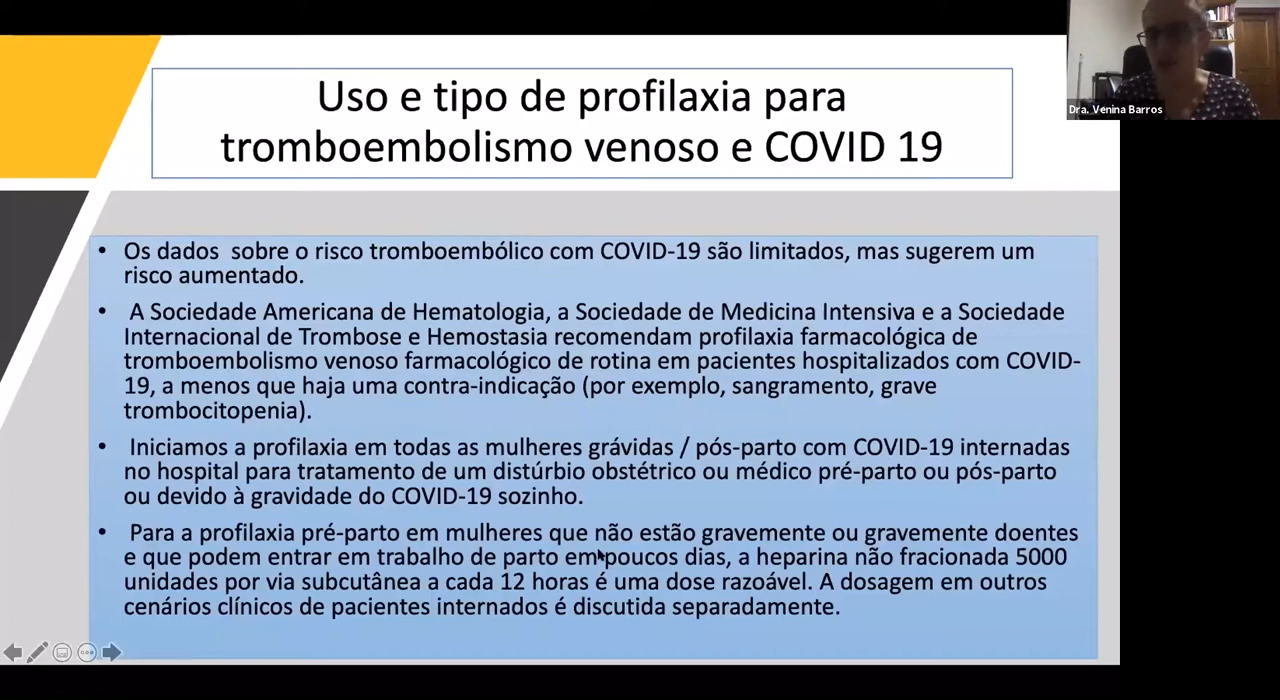 Uso e tipo de profilaxia para
tromboembolismo venoso e COVID 19
Dra. Venina Barros
• Os dados sobre o risco tromboembólico com COVID-19 são limitados, mas sugerem um
risco aumentado.
• A Sociedade Americana de Hematologia, a Sociedade de Medicina Intensiva e a Sociedade
Internacional de Trombose e Hemostasia recomendam profilaxia farmacológica de
tromboembolismo venoso farmacológico de rotina em pacientes hospitalizados com COVID-
19, a menos que haja uma contra-indicação (por exemplo, sangramento, grave
trombocitopenia).
• Iniciamos a profilaxia em todas as mulheres grávidas / pós-parto com COVID-19 internadas
no hospital para tratamento de um distúrbio obstétrico ou médico pré-parto ou pós-parto
ou devido à gravidade do COVID-19 sozinho.
• Para a profilaxia pré-parto em mulheres que não estão gravemente ou gravemente doentes
e que podem entrar em trabalho de parto em poucos dias, a heparina não fracionada 5000
unidades por via subcutânea a cada 12 horas é uma dose razoável. A dosagem em outros
cenários clínicos de pacientes internados é discutida separadamente.